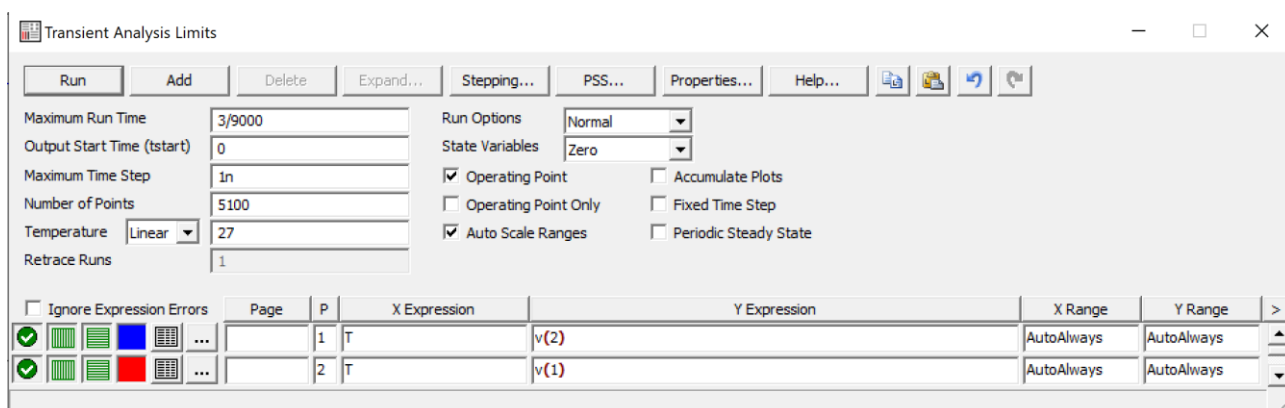 Transient Analysis Limits
Run Add Delete Expand... Stepping... PSS... Properties... Help...
Maximum Run Time 3/9000 Run Options Normal
Output Start Time (tstart) 0 State Variables Zero
Maximum Time Step 1n Operating Point Accumulate Plots
Number of Points 5100 Operating Point Only Fixed Time Step
Temperature Linear 27 Auto Scale Ranges Periodic Steady State
Retrace Runs 1
Ignore Expression Errors Page P X Expression Y Expression X Range Y Range >
... 1 T v(2) AutoAlways AutoAlways
... 2 T v(1) AutoAlways AutoAlways